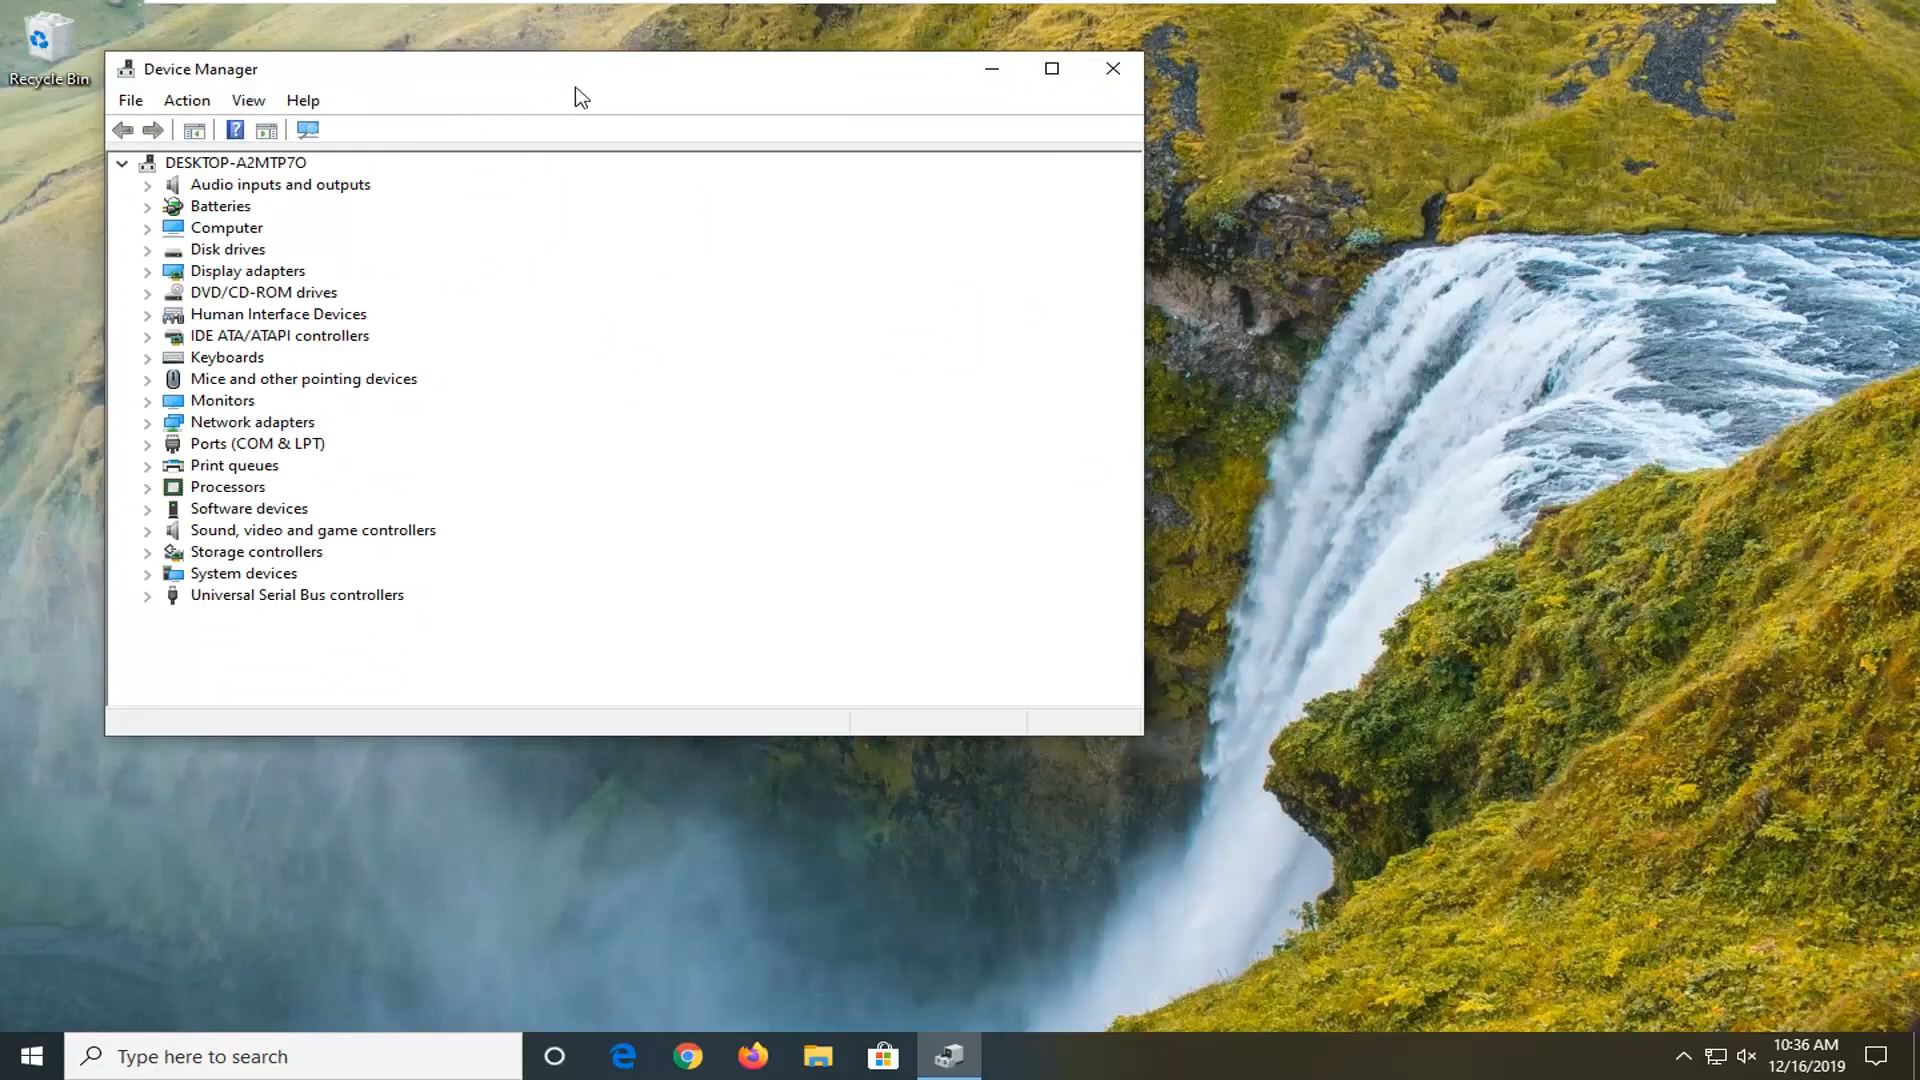 Recycle Bin
Device Manager
File Action View Help
DESKTOP-A2MTP7O
Audio inputs and outputs
Batteries
Computer
Disk drives
Display adapters
DVD/CD-ROM drives
Human Interface Devices
IDE ATA/ATAPI controllers
Keyboards
Mice and other pointing devices
Monitors
Network adapters
Ports (COM & LPT)
Print queues
Processors
Software devices
Sound, video and game controllers
Storage controllers
System devices
Universal Serial Bus controllers
Type here to search
10:36 AM
12/16/2019